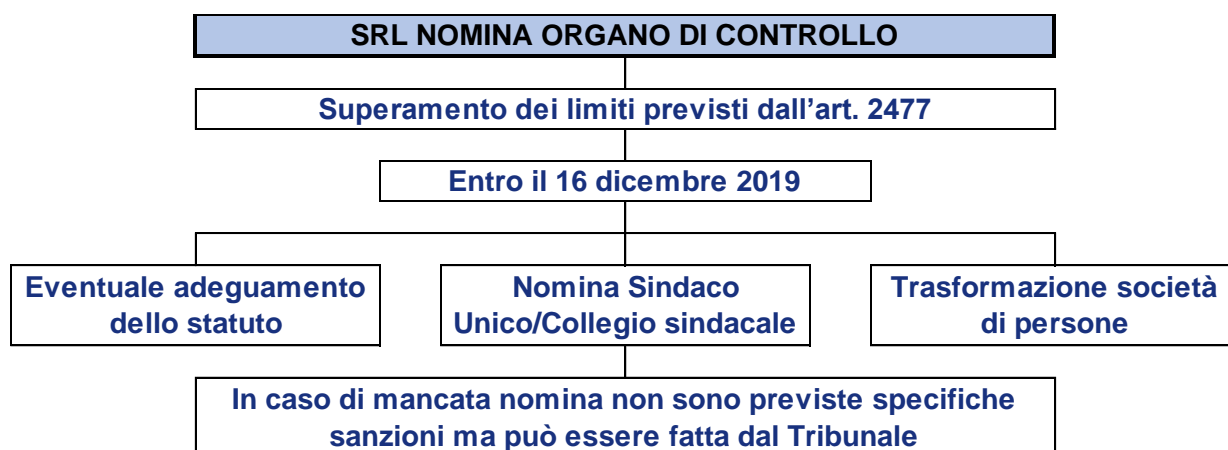 SRL NOMINA ORGANO DI CONTROLLO
Superamento dei limiti previsti dall'art. 2477
Entro il 16 dicembre 2019
Eventuale adeguamento
dello statuto
Nomina Sindaco
Unico/Collegio sindacale
Trasformazione società
di persone
In caso di mancata nomina non sono previste specifiche
sanzioni ma può essere fatta dal Tribunale